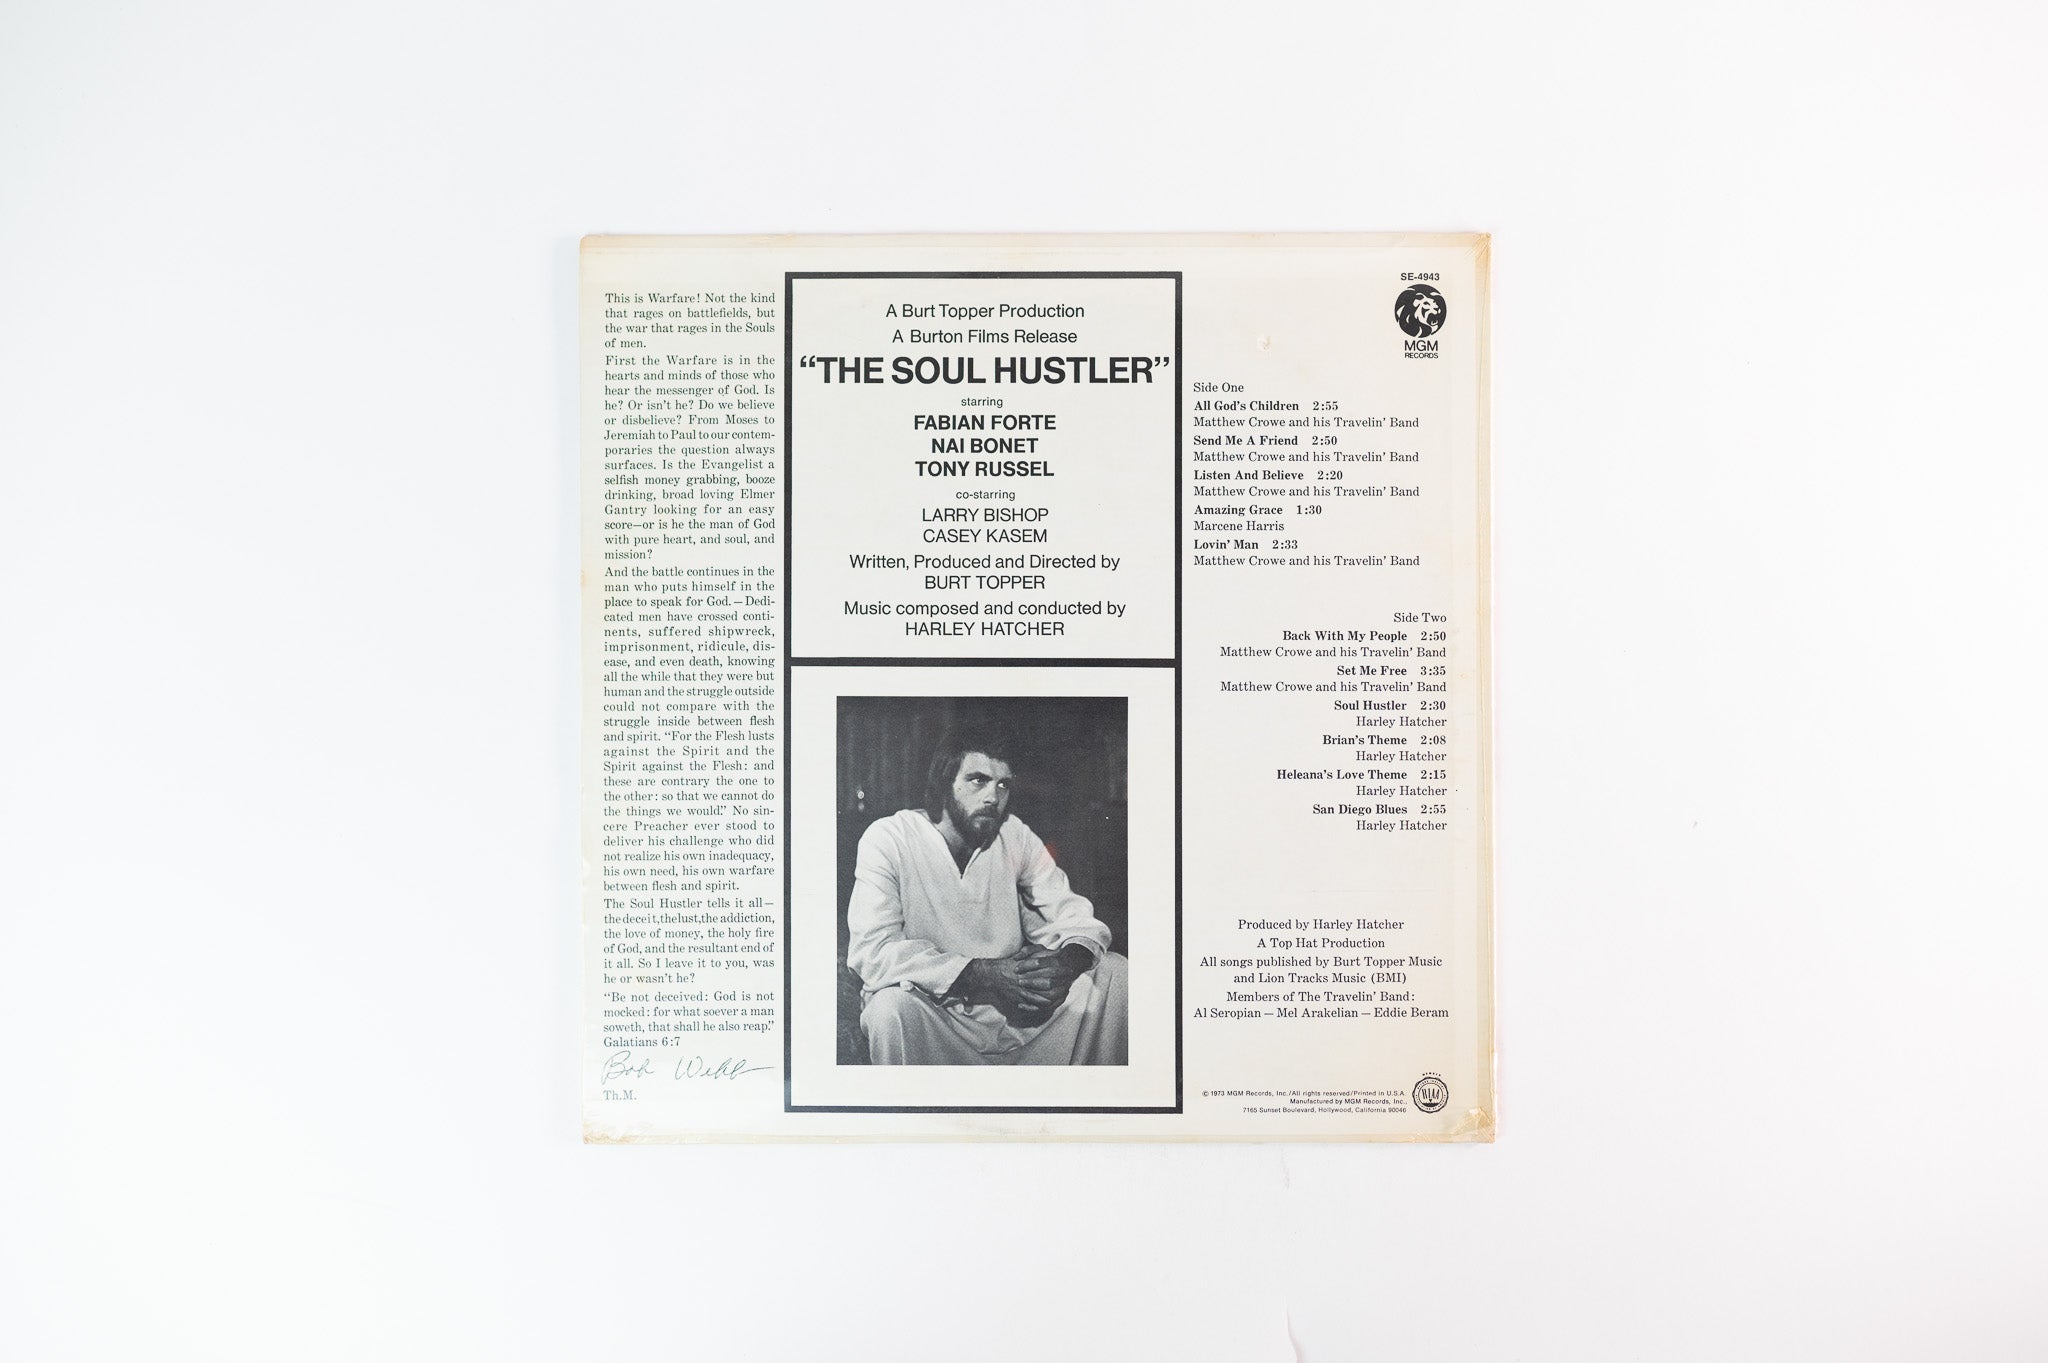 This is Warfare! Not the kind
that rages on battlefields, but
the war that rages in the Souls
of men.
First the Warfare is in the
hearts and minds of those who
hear the messenger of God. Is
he? Or isn't he? Do we believe
or disbelieve? From Moses to
Jeremiah to Paul to our contem-
poraries the question always
surfaces. Is the Evangelist a
selfish money grabbing, booze
drinking, broad loving Elmer
Gantry looking for an easy
score—or is he the man of God
with pure heart, and soul, and
mission?
And the battle continues in the
man who puts himself in the
place to speak for God. — Dedi-
cated men have crossed conti-
nents, suffered shipwreck,
imprisonment, ridicule, dis-
ease, and even death, knowing
all the while that they were but
human and the struggle outside
could not compare with the
struggle inside between flesh
and spirit. “For the Flesh lusts
against the Spirit and the
Spirit against the Flesh: and
these are contrary the one to
the other: so that we cannot do
the things we would.” No sin-
cere Preacher ever stood to
deliver his challenge who did
not realize his own inadequacy,
his own need, his own warfare
between flesh and spirit.
The Soul Hustler tells it all—
the deceit, the lust, the addiction,
the love of money, the holy fire
of God, and the resultant end of
it all. So I leave it to you, was
he or wasn't he?
“Be not deceived: God is not
mocked: for what soever a man
soweth, that shall he also reap.”
Galatians 6:7
Bob Webb
Th.M.
A Burt Topper Production
A Burton Films Release
“THE SOUL HUSTLER”
starring
FABIAN FORTE
NAI BONET
TONY RUSSEL
co-starring
LARRY BISHOP
CASEY KASEM
Written, Produced and Directed by
BURT TOPPER
Music composed and conducted by
HARLEY HATCHER
SE-4943
MGM
RECORDS
Side One
All God's Children 2:55
Matthew Crowe and his Travelin' Band
Send Me A Friend 2:50
Matthew Crowe and his Travelin' Band
Listen And Believe 2:20
Matthew Crowe and his Travelin' Band
Amazing Grace 1:30
Marcene Harris
Lovin' Man 2:33
Matthew Crowe and his Travelin' Band
Side Two
Back With My People 2:50
Matthew Crowe and his Travelin' Band
Set Me Free 3:35
Matthew Crowe and his Travelin' Band
Soul Hustler 2:30
Harley Hatcher
Brian's Theme 2:08
Harley Hatcher
Heleana's Love Theme 2:15
Harley Hatcher
San Diego Blues 2:55
Harley Hatcher
Produced by Harley Hatcher
A Top Hat Production
All songs published by Burt Topper Music
and Lion Tracks Music (BMI)
Members of The Travelin' Band:
Al Seropian — Mel Arakelian — Eddie Beram
© 1973 MGM Records, Inc./All rights reserved/Printed in U.S.A.
Manufactured by MGM Records, Inc.,
7165 Sunset Boulevard, Hollywood, California 90046